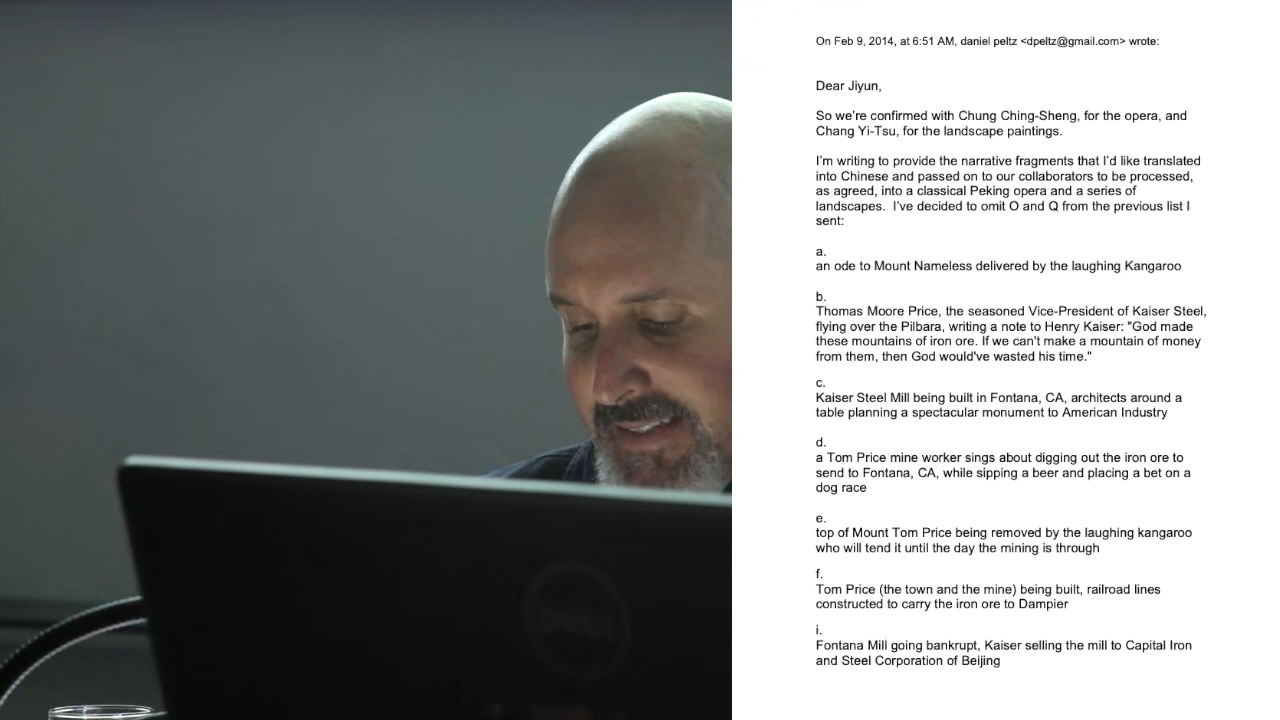 On Feb 9, 2014, at 6:51 AM, daniel peltz <dpeltz@gmail.com> wrote:
Dear Jiyun,
So we're confirmed with Chung Ching-Sheng, for the opera, and
Chang Yi-Tsu, for the landscape paintings.
I'm writing to provide the narrative fragments that I'd like translated
into Chinese and passed on to our collaborators to be processed,
as agreed, into a classical Peking opera and a series of
landscapes.  I've decided to omit O and Q from the previous list I
sent:
a.
an ode to Mount Nameless delivered by the laughing Kangaroo
b.
Thomas Moore Price, the seasoned Vice-President of Kaiser Steel,
flying over the Pilbara, writing a note to Henry Kaiser: "God made
these mountains of iron ore. If we can't make a mountain of money
from them, then God would've wasted his time."
c.
Kaiser Steel Mill being built in Fontana, CA, architects around a
table planning a spectacular monument to American Industry
d.
a Tom Price mine worker sings about digging out the iron ore to
send to Fontana, CA, while sipping a beer and placing a bet on a
dog race
e.
top of Mount Tom Price being removed by the laughing kangaroo
who will tend it until the day the mining is through
f.
Tom Price (the town and the mine) being built, railroad lines
constructed to carry the iron ore to Dampier
i.
Fontana Mill going bankrupt, Kaiser selling the mill to Capital Iron
and Steel Corporation of Beijing
DELL